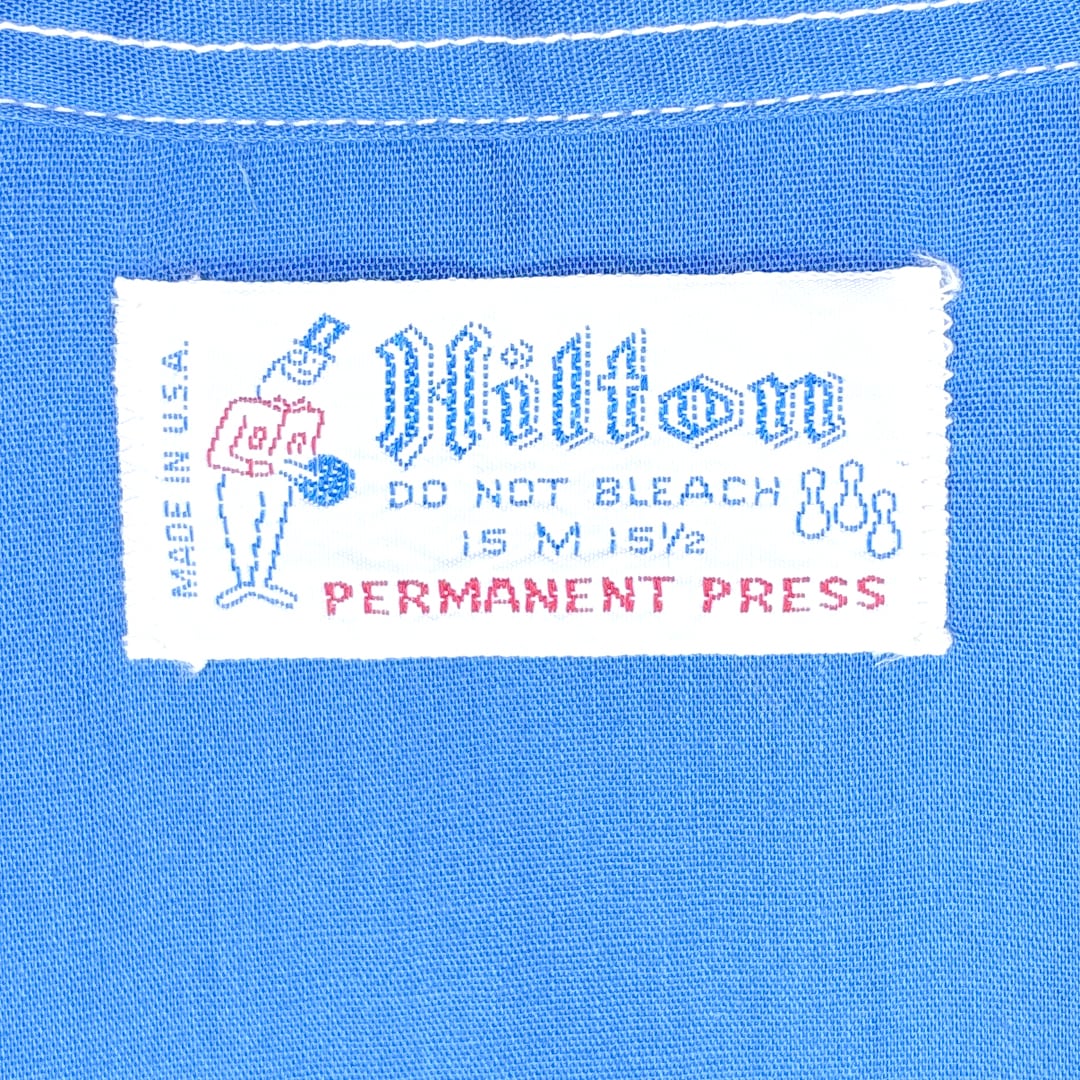 MADE IN U.S.A.
Hilton
DO NOT BLEACH
15 M 15½
PERMANENT PRESS